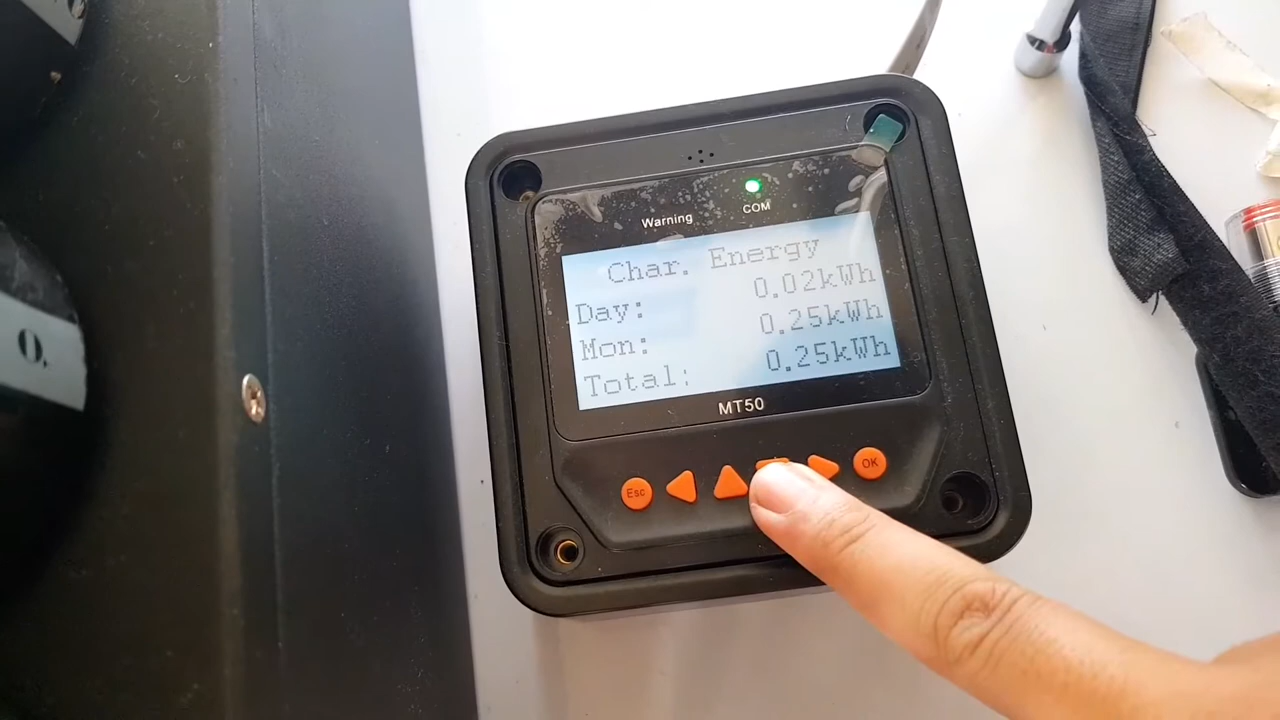 COM
Warning
Char. Energy
Day: 0.02kWh
Mon: 0.25kWh
Total: 0.25kWh
MT50
Esc
OK